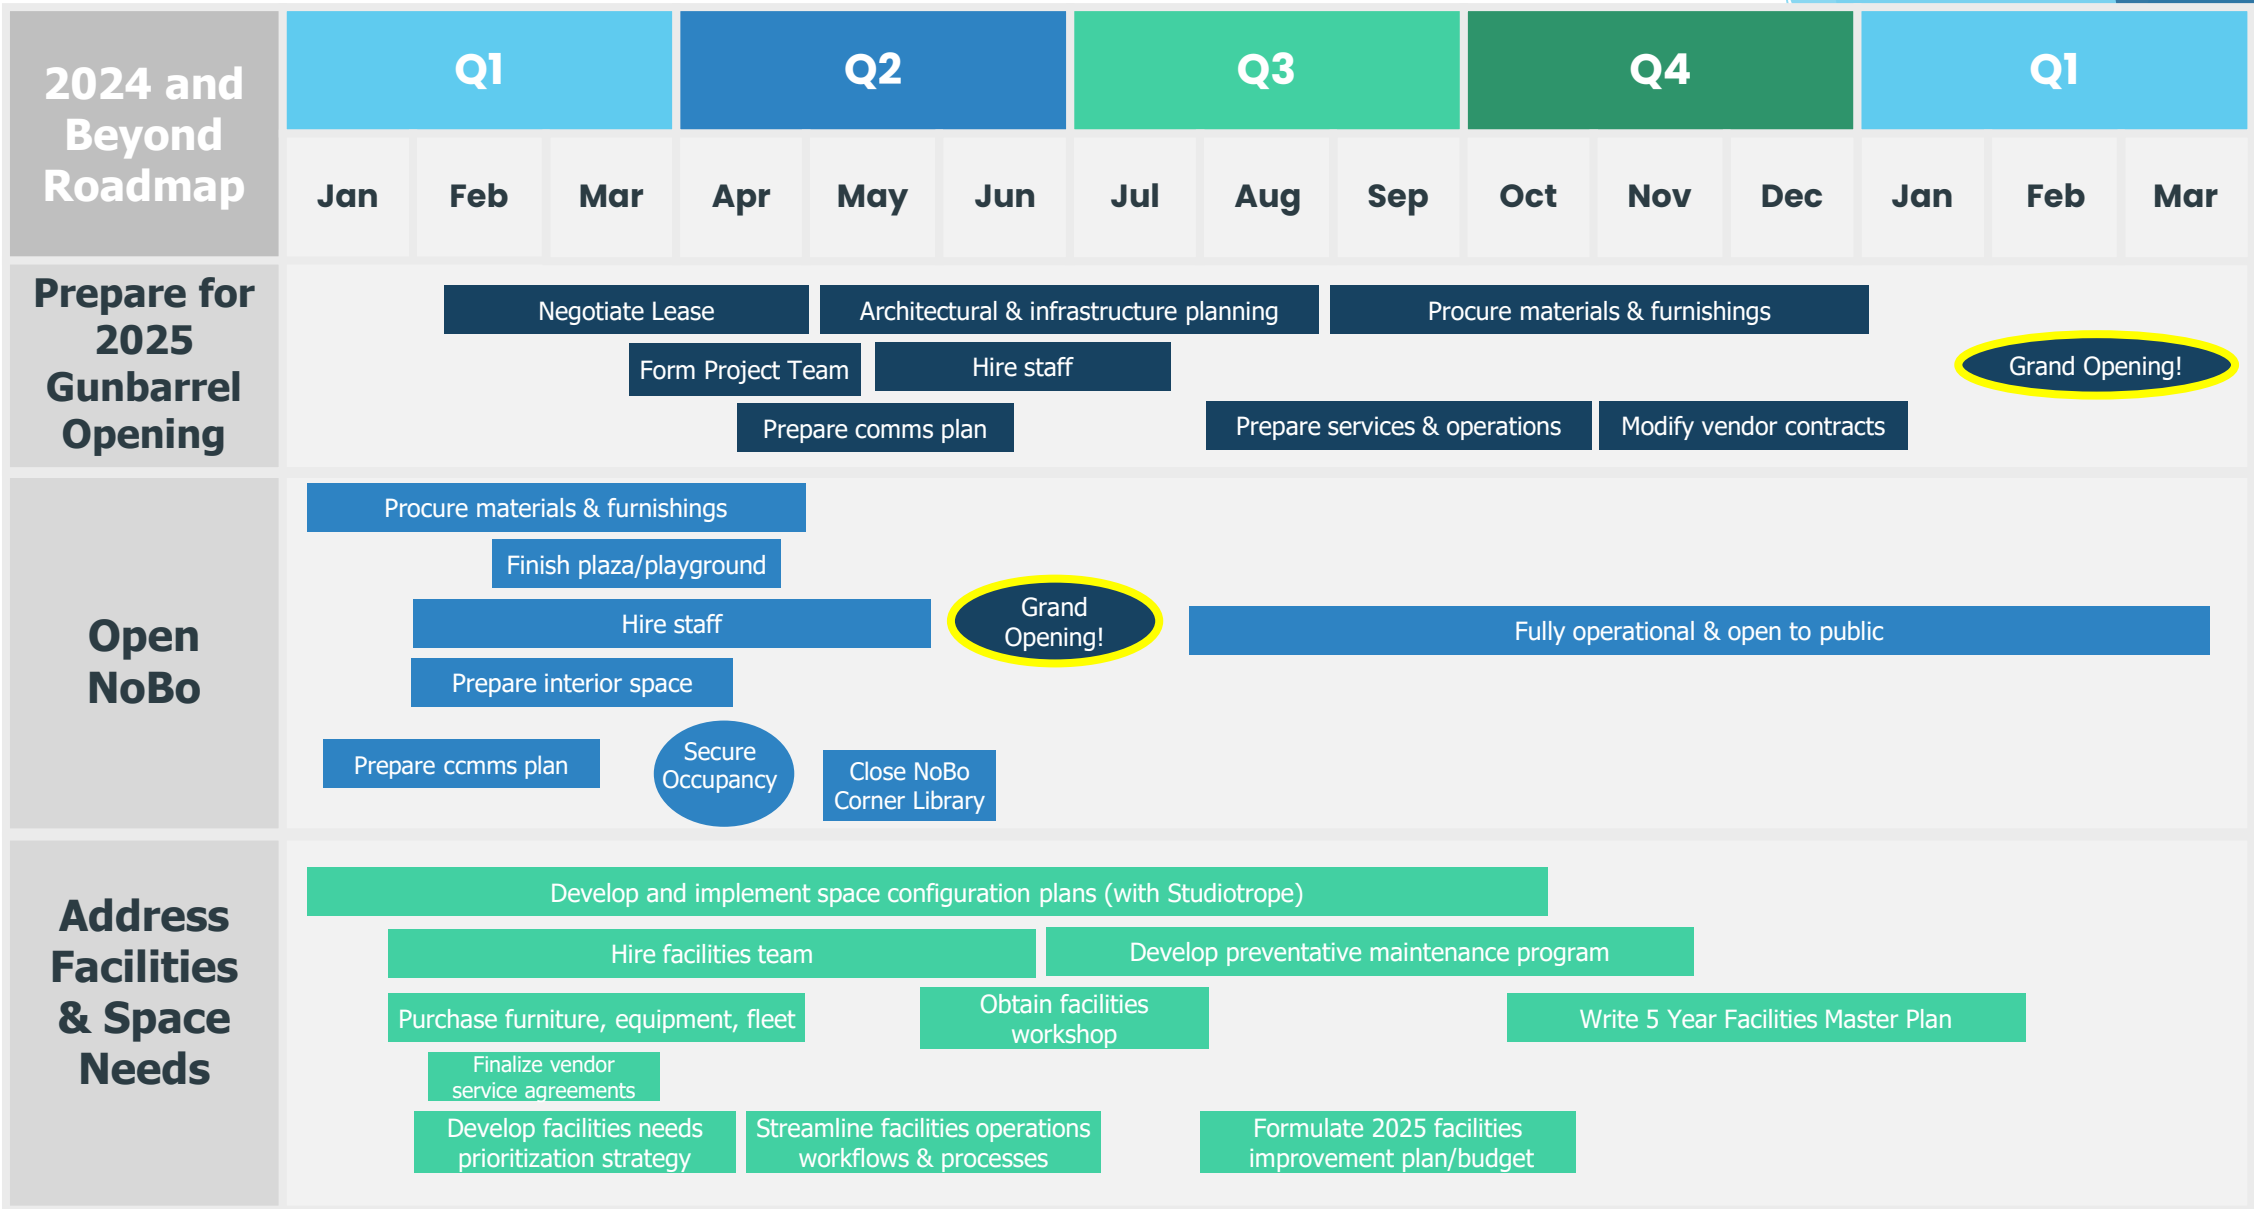 2024 and
Beyond
Roadmap
Q1
Q2
Q3
Q4
Q1
Jan
Feb
Mar
Apr
May
Jun
Jul
Aug
Sep
Oct
Nov
Dec
Jan
Feb
Mar
Prepare for
2025
Gunbarrel
Opening
Negotiate Lease
Architectural & infrastructure planning
Procure materials & furnishings
Form Project Team
Hire staff
Grand Opening!
Prepare comms plan
Prepare services & operations
Modify vendor contracts
Open
NoBo
Procure materials & furnishings
Finish plaza/playground
Hire staff
Grand
Opening!
Fully operational & open to public
Prepare interior space
Prepare ccmms plan
Secure
Occupancy
Close NoBo
Corner Library
Address
Facilities
& Space
Needs
Develop and implement space configuration plans (with Studiotrope)
Hire facilities team
Develop preventative maintenance program
Purchase furniture, equipment, fleet
Obtain facilities
workshop
Write 5 Year Facilities Master Plan
Finalize vendor
service agreements
Develop facilities needs
prioritization strategy
Streamline facilities operations
workflows & processes
Formulate 2025 facilities
improvement plan/budget